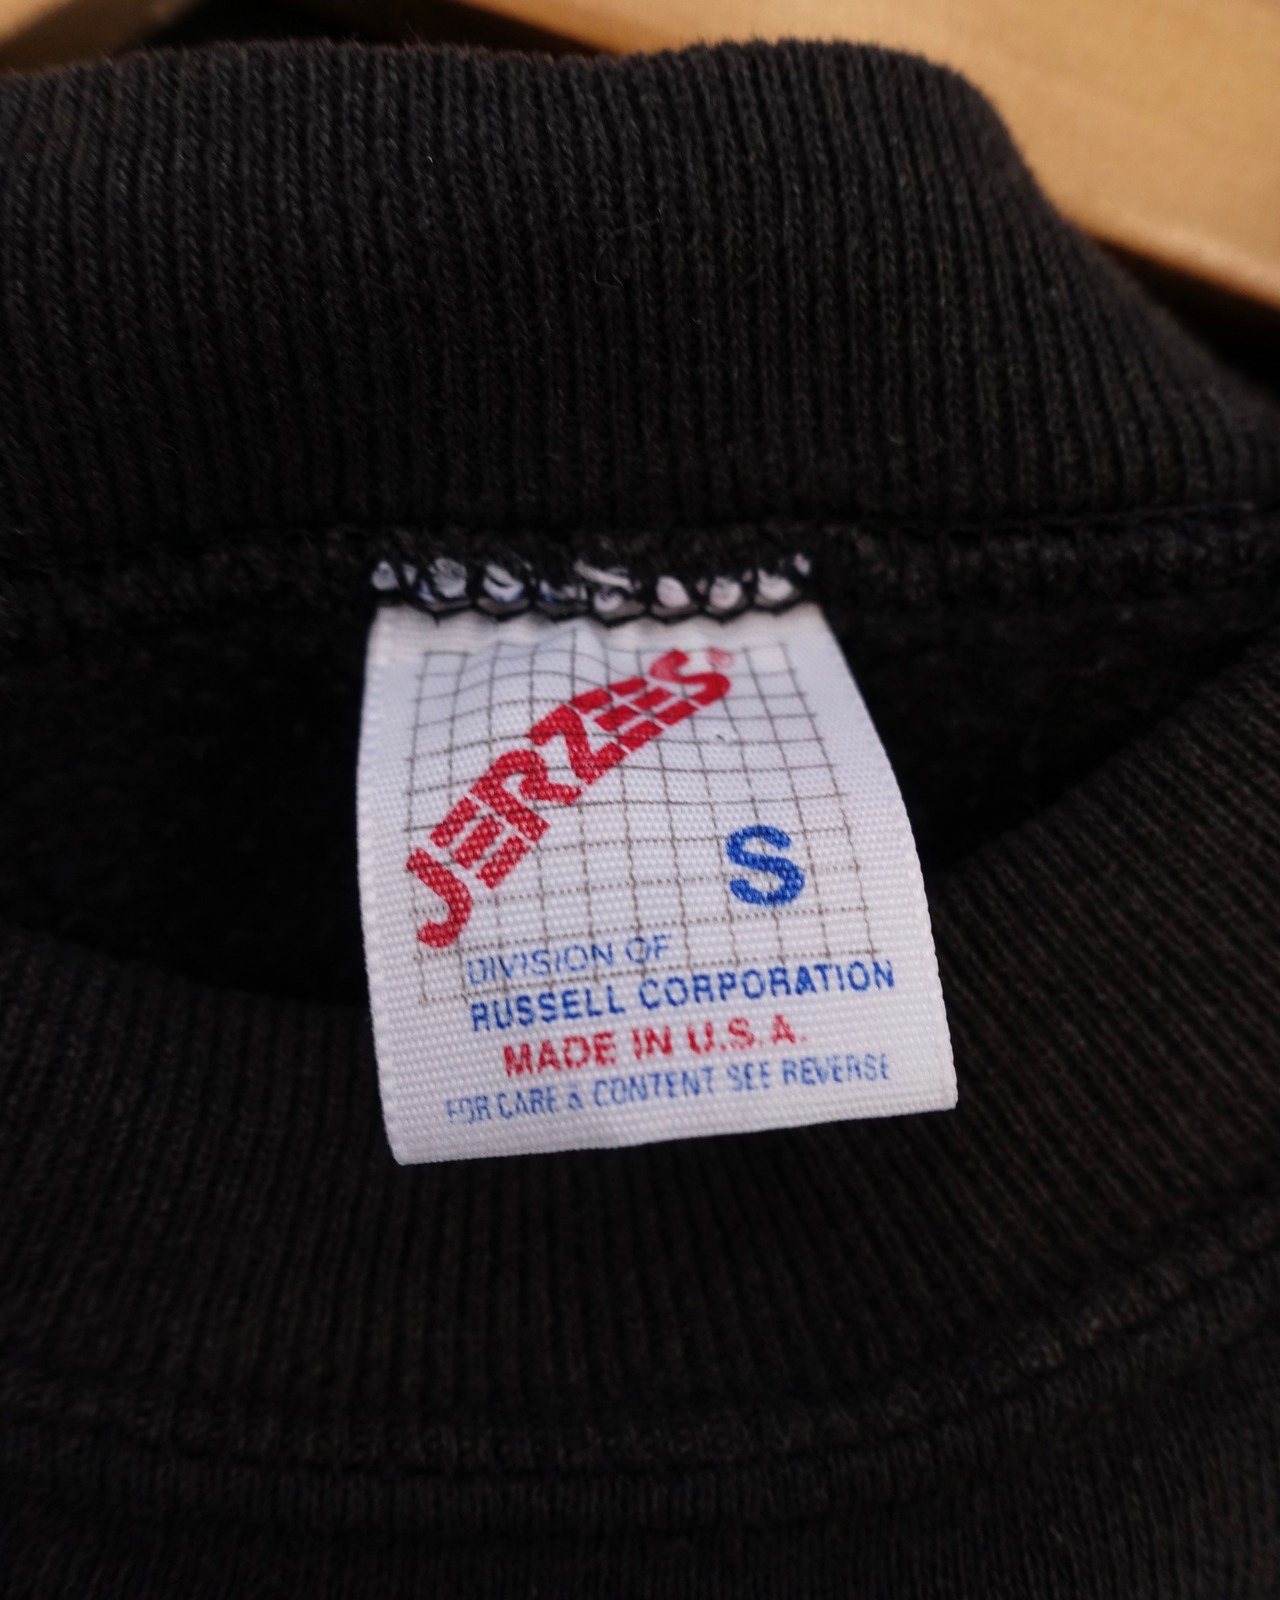 JERZEES®
S
DIVISION OF
RUSSELL CORPORATION
MADE IN U.S.A.
FOR CARE & CONTENT SEE REVERSE